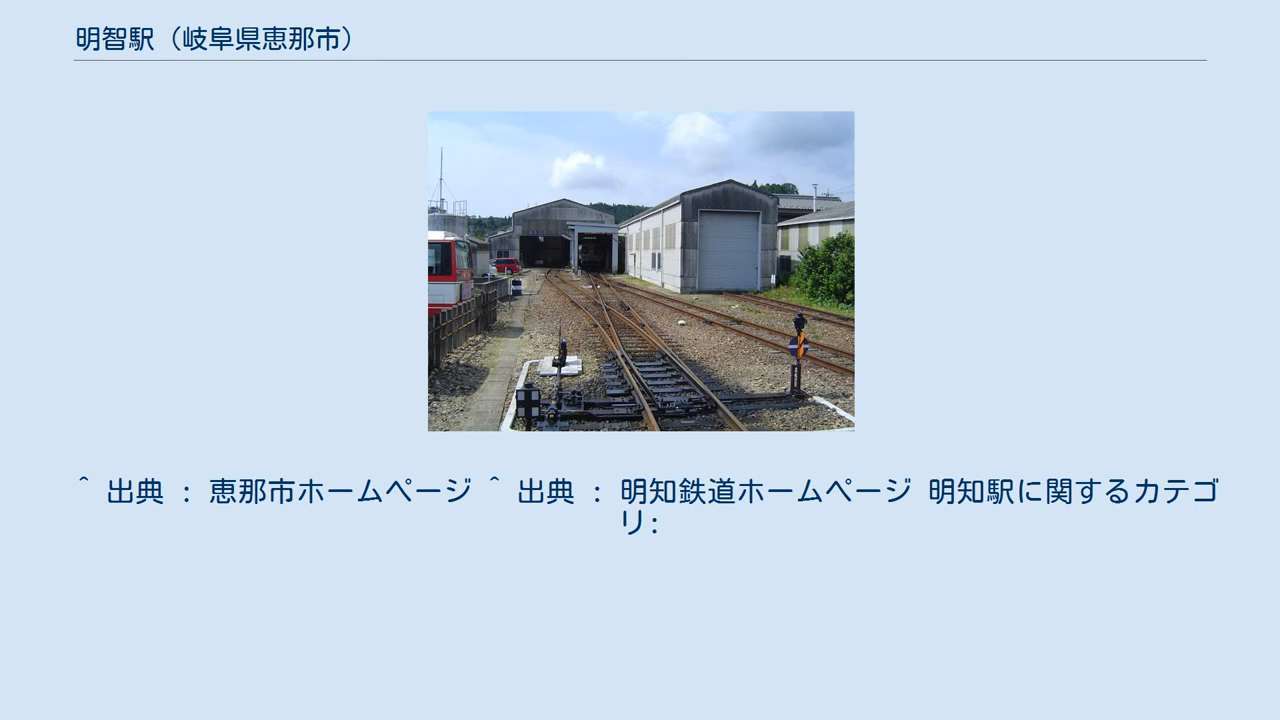 明智駅（岐阜県恵那市）
^ 出典 : 恵那市ホームページ ^ 出典 : 明知鉄道ホームページ 明知駅に関するカテゴ
リ: